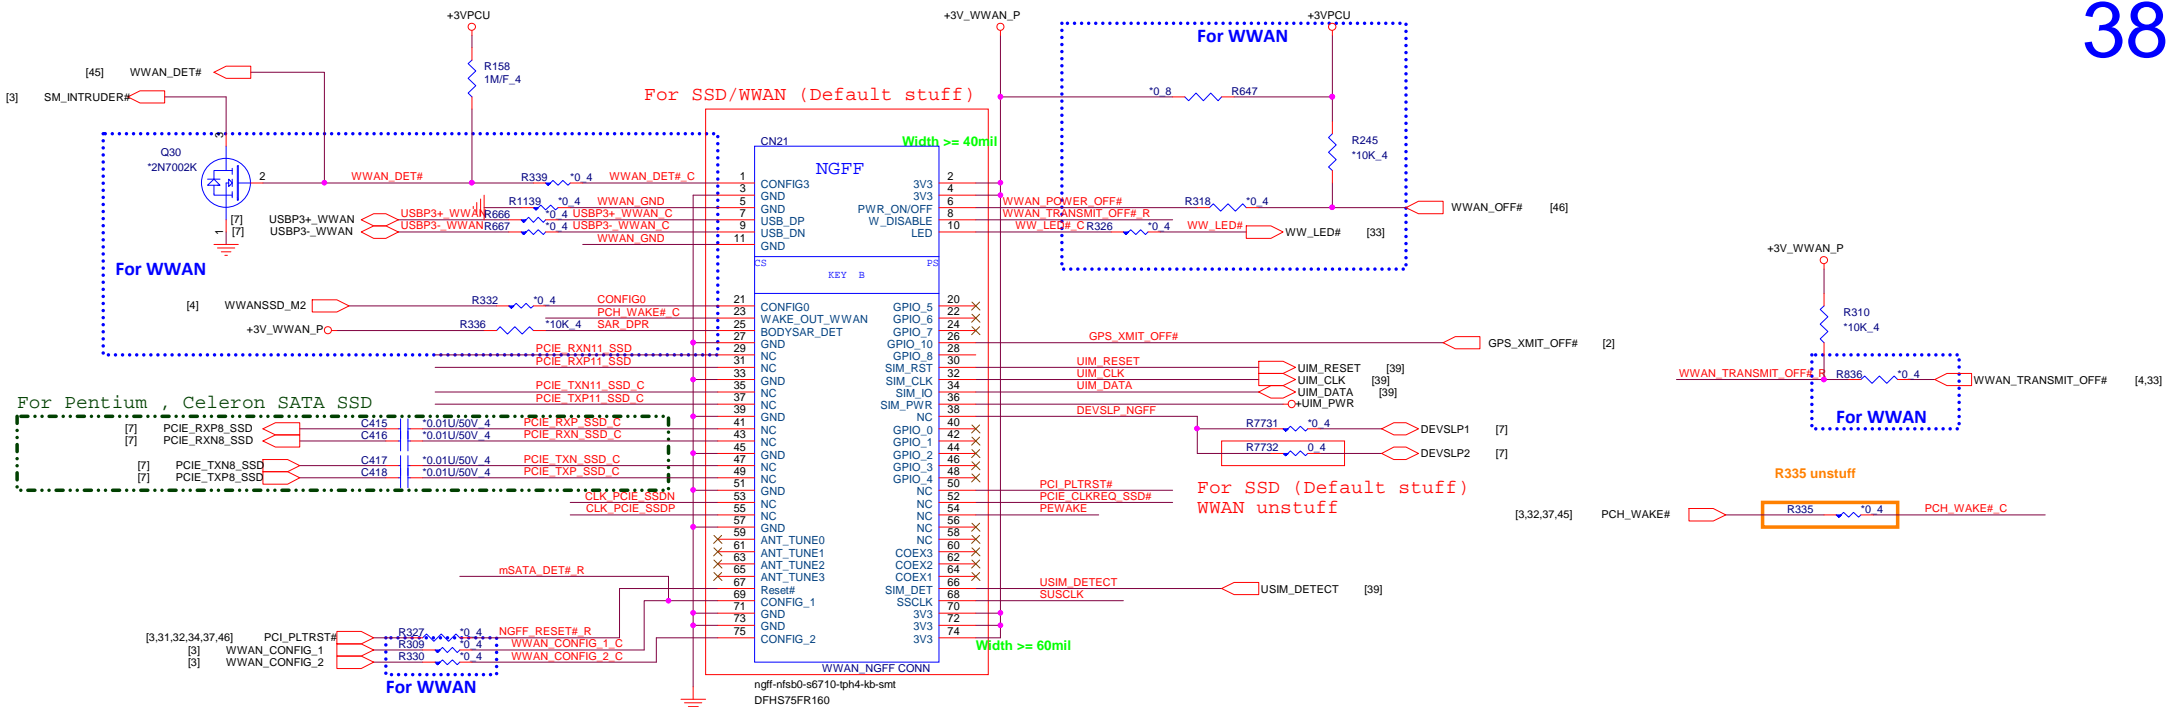 38
+3VPCU
+3V_WWAN_P
+3VPCU
For WWAN
[45] WWAN_DET#
[3] SM_INTRUDER#
R158
1M/F_4
For SSD/WWAN (Default stuff)
*0_8 R647
R245
*10K_4
Q30
*2N7002K
3
2
1
WWAN_DET# R339 *0_4 WWAN_DET#_C
R1139 *0_4 WWAN_GND
[7] USBP3+_WWAN USBP3+_WWAN R666 *0_4 USBP3+_WWAN_C
[7] USBP3-_WWAN USBP3-_WWAN R667 *0_4 USBP3-_WWAN_C
WWAN_GND
For WWAN
[4] WWANSSD_M2 R332 *0_4 CONFIG0
PCH_WAKE#_C
+3V_WWAN_P R336 *10K_4 SAR_DPR
PCIE_RXN11_SSD
PCIE_RXP11_SSD
PCIE_TXN11_SSD_C
PCIE_TXP11_SSD_C
For Pentium , Celeron SATA SSD
[7] PCIE_RXP8_SSD C415 *0.01U/50V_4 PCIE_RXP_SSD_C
[7] PCIE_RXN8_SSD C416 *0.01U/50V_4 PCIE_RXN_SSD_C
[7] PCIE_TXN8_SSD C417 *0.01U/50V_4 PCIE_TXN_SSD_C
[7] PCIE_TXP8_SSD C418 *0.01U/50V_4 PCIE_TXP_SSD_C
CLK_PCIE_SSDN
CLK_PCIE_SSDP
mSATA_DET#_R
[3,31,32,34,37,46] PCI_PLTRST# R327 *0_4 NGFF_RESET#_R
[3] WWAN_CONFIG_1 R309 *0_4 WWAN_CONFIG_1_C
[3] WWAN_CONFIG_2 R330 *0_4 WWAN_CONFIG_2_C
For WWAN
CN21
Width >= 40mil
NGFF
1 CONFIG3
3 GND
5 GND
7 USB_DP
9 USB_DN
11 GND
CS
KEY B
PS
21 CONFIG0
23 WAKE_OUT_WWAN
25 BODYSAR_DET
27 GND
29 NC
31 NC
33 GND
35 NC
37 NC
39 GND
41 NC
43 NC
45 GND
47 NC
49 NC
51 GND
53 NC
55 NC
57 GND
59 ANT_TUNE0
61 ANT_TUNE1
63 ANT_TUNE2
65 ANT_TUNE3
67 Reset#
69 CONFIG_1
71 GND
73 GND
75 CONFIG_2
3V3 2
3V3 4
PWR_ON/OFF 6
W_DISABLE 8
LED 10
GPIO_5 20
GPIO_6 22
GPIO_7 24
GPIO_10 26
GPIO_8 28
SIM_RST 30
SIM_CLK 32
SIM_IO 34
SIM_PWR 36
NC 38
GPIO_0 40
GPIO_1 42
GPIO_2 44
GPIO_3 46
GPIO_4 48
NC 50
NC 52
NC 54
NC 56
NC 58
COEX3 60
COEX2 62
COEX1 64
SIM_DET 66
SSCLK 68
3V3 70
3V3 72
3V3 74
WWAN_NGFF CONN
ngff-nfsb0-s6710-tph4-kb-smt
DFHS75FR160
Width >= 60mil
WWAN_POWER_OFF# R318 *0_4 WWAN_OFF# [46]
WWAN_TRANSMIT_OFF#_R
WW_LED#_C R326 *0_4 WW_LED# WW_LED# [33]
GPS_XMIT_OFF# GPS_XMIT_OFF# [2]
UIM_RESET UIM_RESET [39]
UIM_CLK UIM_CLK [39]
UIM_DATA UIM_DATA [39]
+UIM_PWR
DEVSLP_NGFF
R7731 *0_4 DEVSLP1 [7]
R7732 0_4 DEVSLP2 [7]
PCI_PLTRST#
PCIE_CLKREQ_SSD#
PEWAKE
For SSD (Default stuff)
WWAN unstuff
USIM_DETECT USIM_DETECT [39]
SUSCLK
+3V_WWAN_P
R310
*10K_4
WWAN_TRANSMIT_OFF#_R R836 *0_4 WWAN_TRANSMIT_OFF# [4,33]
For WWAN
R335 unstuff
[3,32,37,45] PCH_WAKE# R335 *0_4 PCH_WAKE#_C